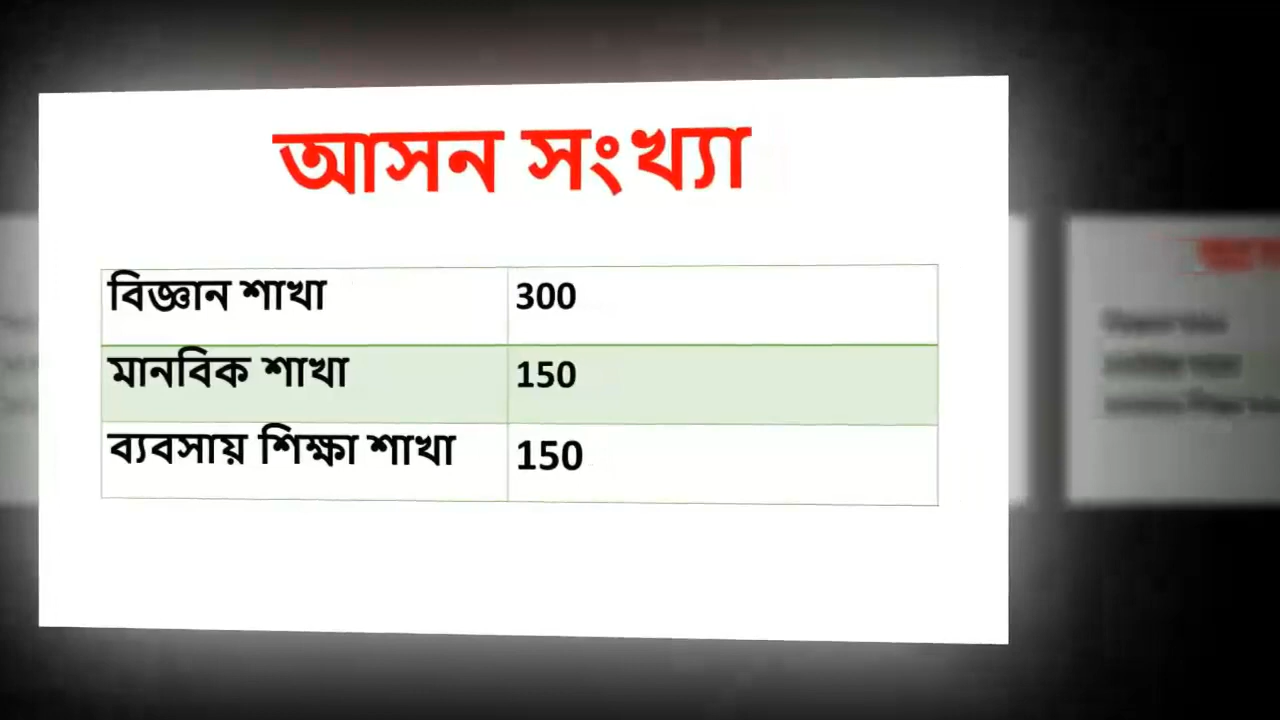 আসন সংখ্যা
বিজ্ঞান শাখা 300
মানবিক শাখা 150
ব্যবসায় শিক্ষা শাখা 150